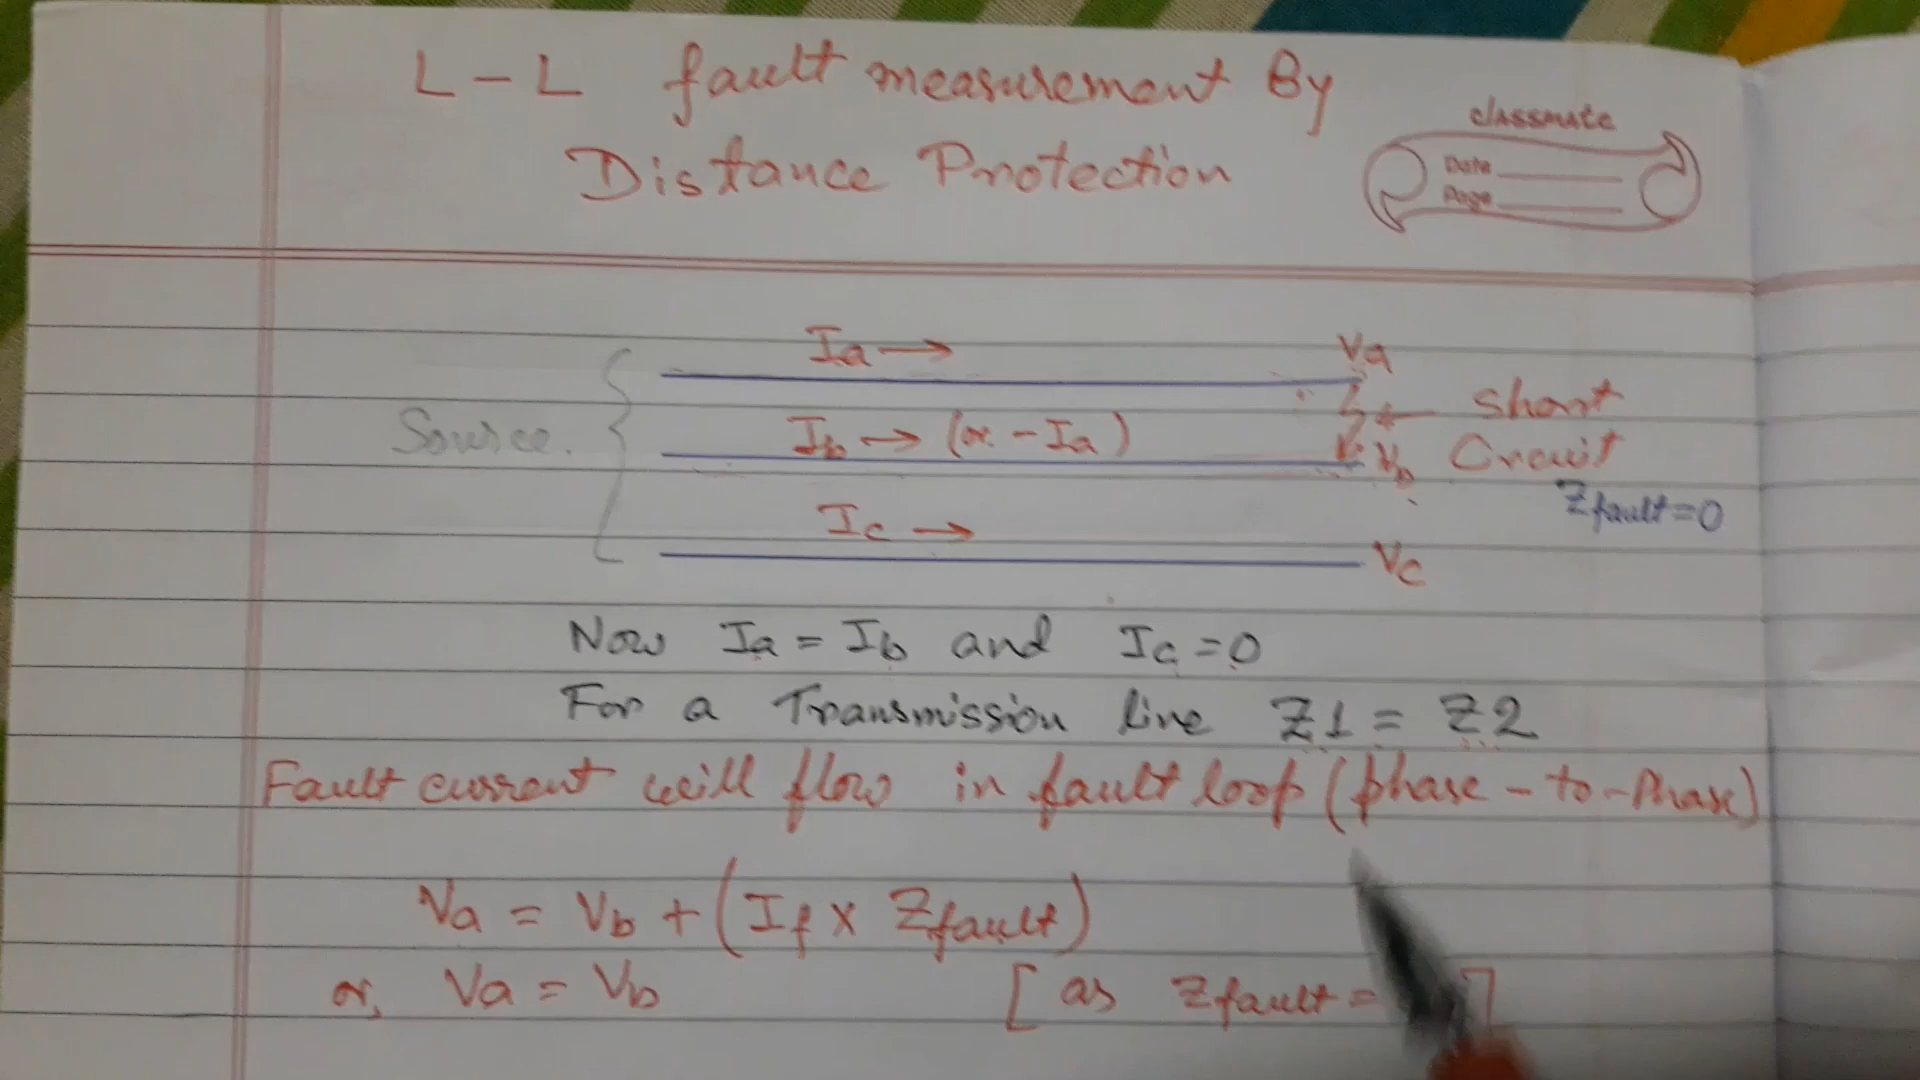 L - L fault measurement By
Distance Protection
classmate
Date
Page
Ia →
Va
Source.
Ib → (or -Ia)
Short
Vb Circuit
Zfault=0
Ic →
Vc
Now Ia = Ib and Ic = 0
For a Transmission line Z1 = Z2
Fault current will flow in fault loop (phase - to - Phase)
Va = Vb + (If x Zfault)
or, Va = Vb [as Zfault = ]